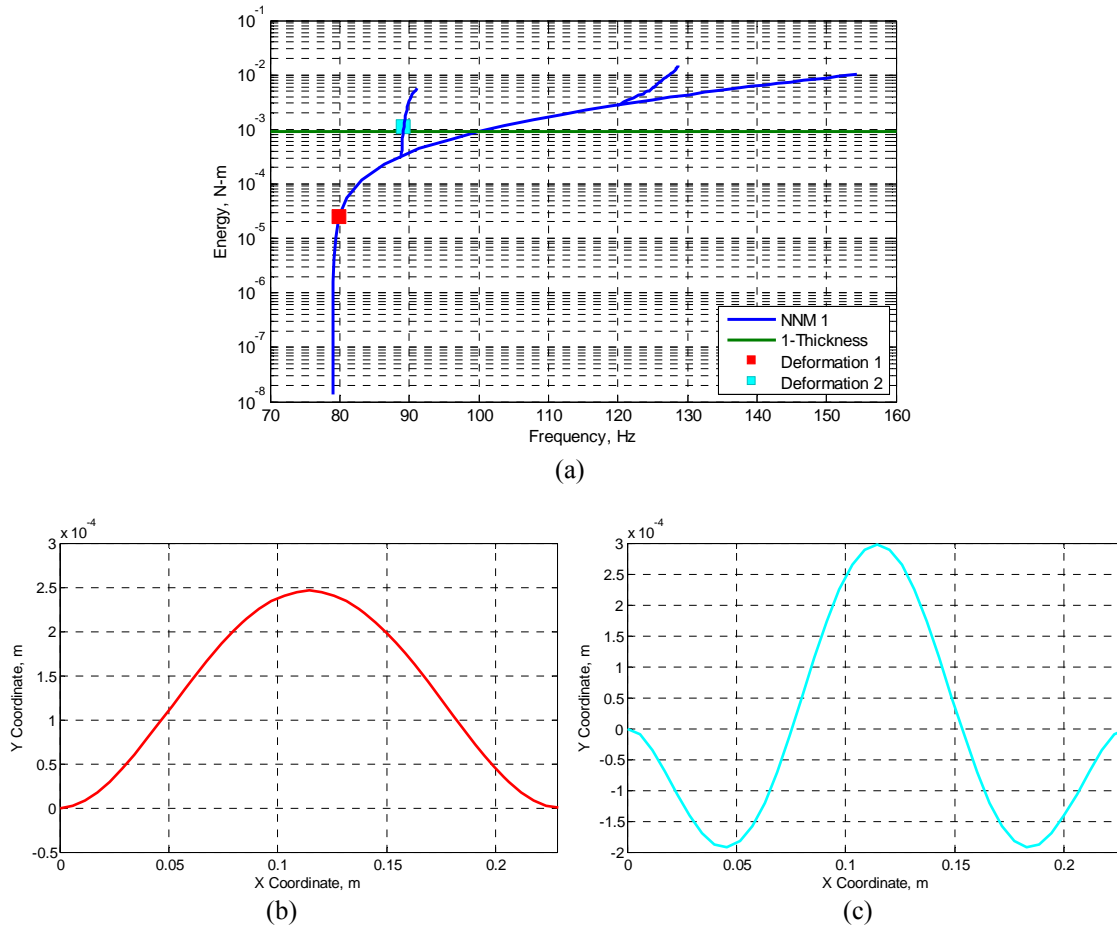 10^-1
10^-2
10^-3
10^-4
10^-5
10^-6
10^-7
10^-8
Energy, N-m
70 80 90 100 110 120 130 140 150 160
Frequency, Hz
NNM 1
1-Thickness
Deformation 1
Deformation 2
(a)
x 10^-4
3
2.5
2
1.5
1
0.5
0
-0.5
Y Coordinate, m
0 0.05 0.1 0.15 0.2
X Coordinate, m
(b)
x 10^-4
3
2.5
2
1.5
1
0.5
0
-0.5
-1
-1.5
-2
Y Coordinate, m
0 0.05 0.1 0.15 0.2
X Coordinate, m
(c)